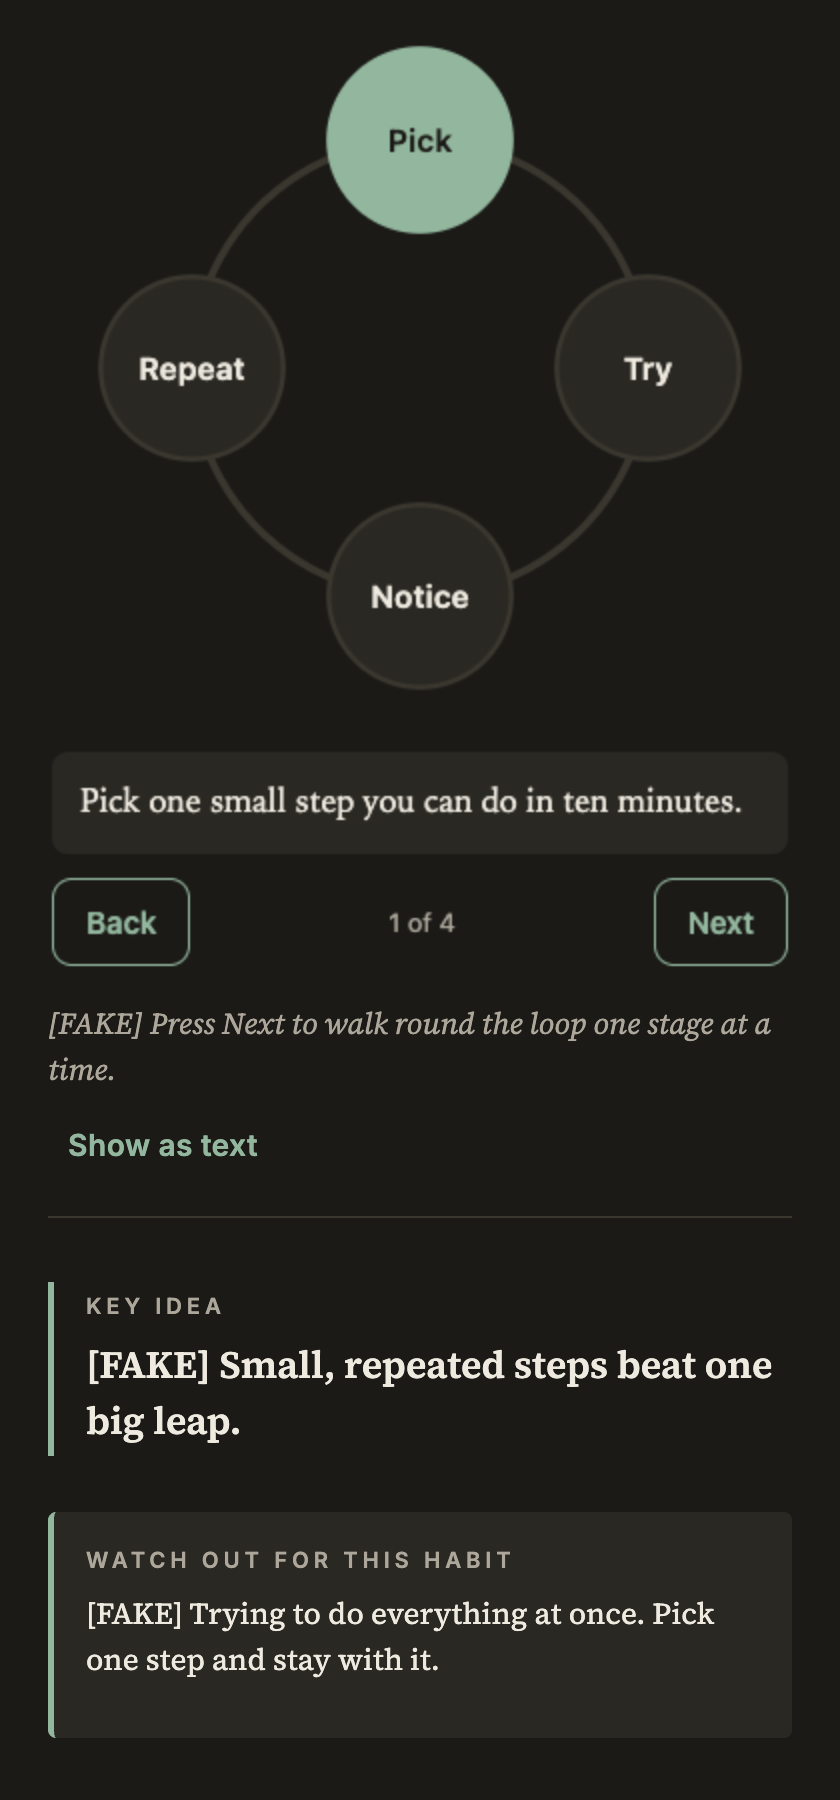 Pick
Repeat
Try
Notice
Pick one small step you can do in ten minutes.
Back
1 of 4
Next
[FAKE] Press Next to walk round the loop one stage at a
time.
Show as text
KEY IDEA
[FAKE] Small, repeated steps beat one
big leap.
WATCH OUT FOR THIS HABIT
[FAKE] Trying to do everything at once. Pick
one step and stay with it.